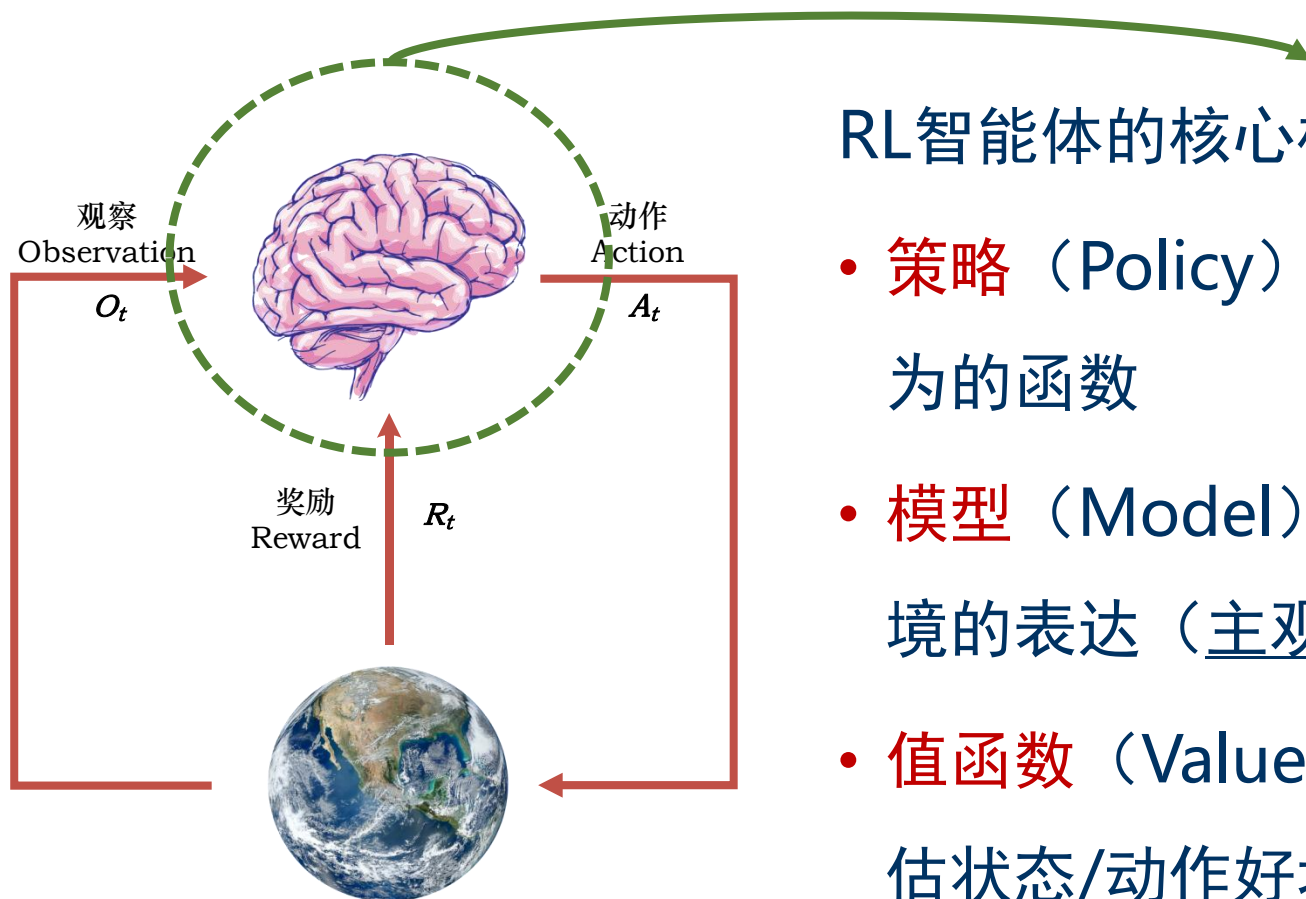 观察
Observation
Oₜ
动作
Action
Aₜ
奖励
Reward
Rₜ
RL智能体的核心
• 策略（Policy）
为的函数
• 模型（Model）
境的表达（主观
• 值函数（Value
估状态/动作好